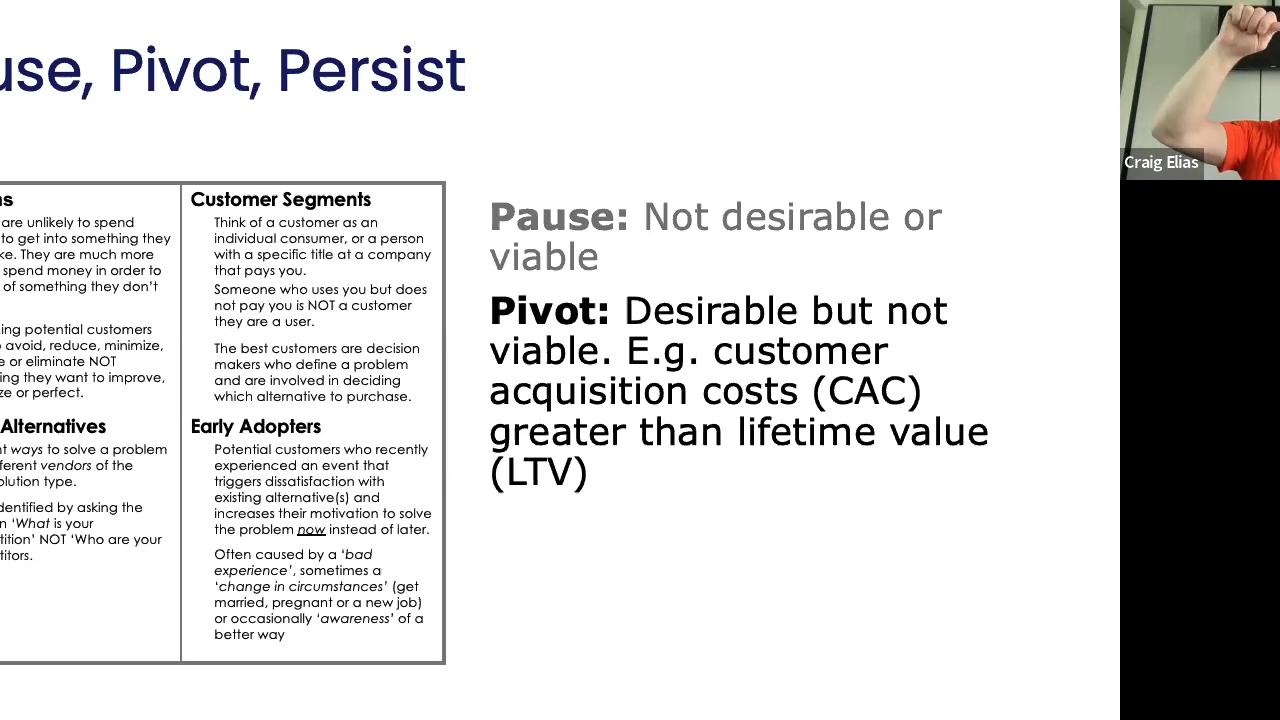 use, Pivot, Persist
Craig Elias
ns
are unlikely to spend
to get into something they
ke. They are much more
spend money in order to
of something they don't
ing potential customers
avoid, reduce, minimize,
e or eliminate NOT
ing they want to improve,
ze or perfect.
Alternatives
nt ways to solve a problem
ferent vendors of the
olution type.
dentified by asking the
n 'What is your
tition' NOT 'Who are your
titors.
Customer Segments
Think of a customer as an
individual consumer, or a person
with a specific title at a company
that pays you.
Someone who uses you but does
not pay you is NOT a customer
they are a user.
The best customers are decision
makers who define a problem
and are involved in deciding
which alternative to purchase.
Early Adopters
Potential customers who recently
experienced an event that
triggers dissatisfaction with
existing alternative(s) and
increases their motivation to solve
the problem now instead of later.
Often caused by a 'bad
experience', sometimes a
'change in circumstances' (get
married, pregnant or a new job)
or occasionally 'awareness' of a
better way
Pause: Not desirable or
viable
Pivot: Desirable but not
viable. E.g. customer
acquisition costs (CAC)
greater than lifetime value
(LTV)